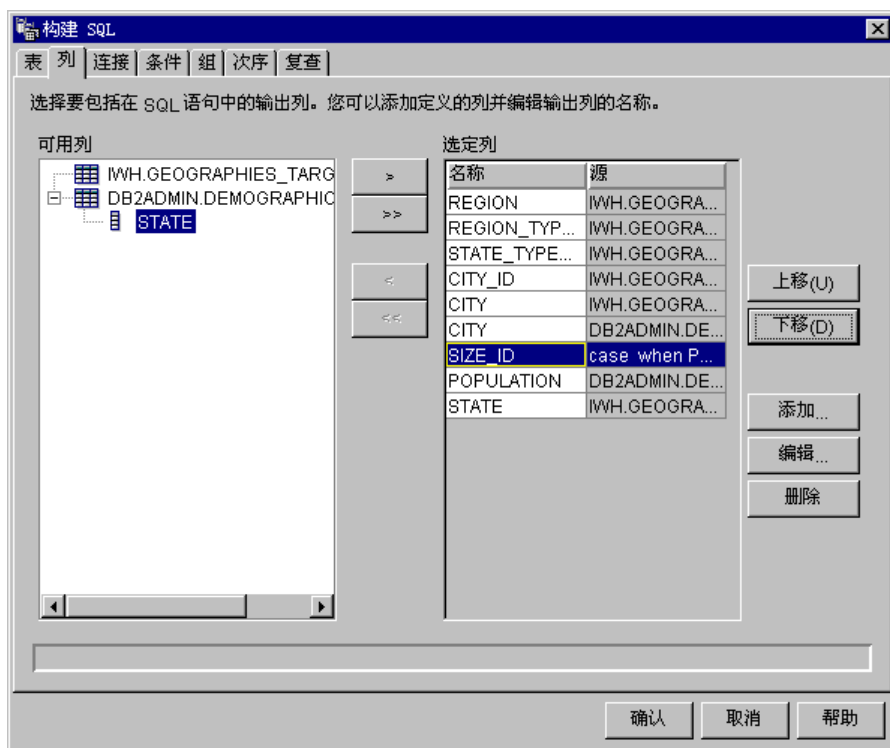 构建 SQL
表 列 连接 条件 组 次序 复查
选择要包括在 SQL 语句中的输出列。您可以添加定义的列并编辑输出列的名称。
可用列
IWH.GEOGRAPHIES_TARG
DB2ADMIN.DEMOGRAPHIC
STATE
>
>>
<
<<
选定列
名称 源
REGION IWH.GEOGRA...
REGION_TYP... IWH.GEOGRA...
STATE_TYPE... IWH.GEOGRA...
CITY_ID IWH.GEOGRA...
CITY IWH.GEOGRA...
CITY DB2ADMIN.DE...
SIZE_ID case when P...
POPULATION DB2ADMIN.DE...
STATE IWH.GEOGRA...
上移(U)
下移(D)
添加...
编辑...
删除
确认 取消 帮助